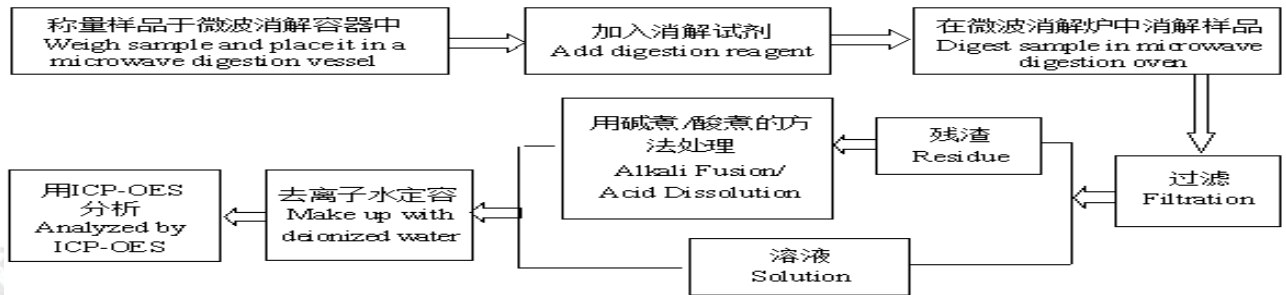 称量样品于微波消解容器中
Weigh sample and place it in a
microwave digestion vessel
加入消解试剂
Add digestion reagent
在微波消解炉中消解样品
Digest sample in microwave
digestion oven
过滤
Filtration
残渣
Residue
用碱煮/酸煮的方
法处理
Alkali Fusion/
Acid Dissolution
溶液
Solution
去离子水定容
Make up with
deionized water
用ICP-OES
分析
Analyzed by
ICP-OES